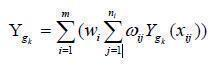 Y_{g_k} = \sum_{i=1}^{m} (w_i \sum_{j=1}^{n_i} \omega_{ij} Y_{g_k} (x_{ij}))